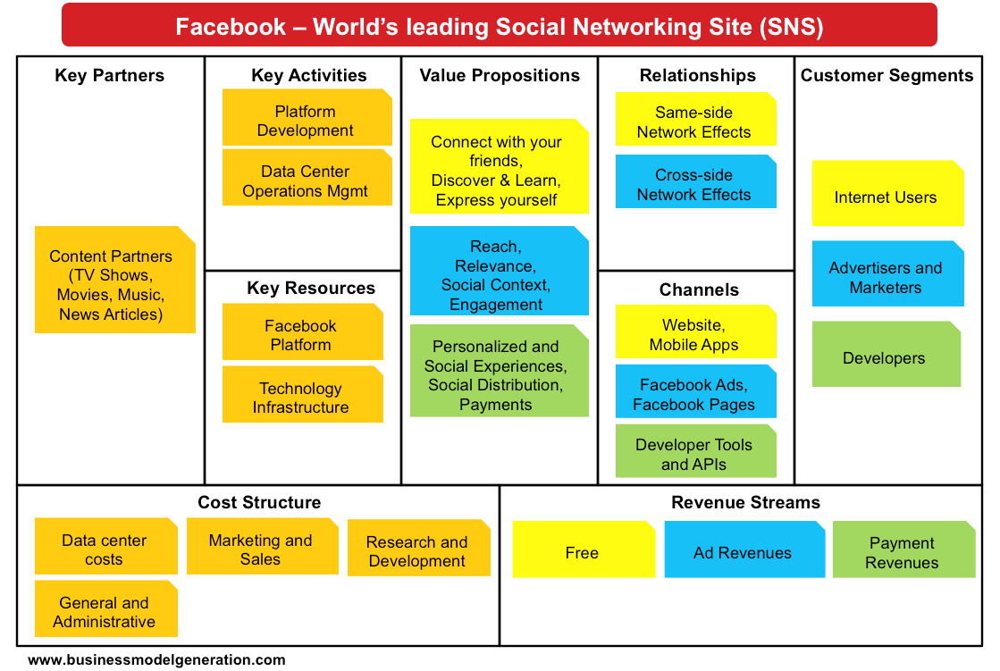 Facebook – World’s leading Social Networking Site (SNS)
Key Partners
Content Partners
(TV Shows,
Movies, Music,
News Articles)
Key Activities
Platform
Development
Data Center
Operations Mgmt
Key Resources
Facebook
Platform
Technology
Infrastructure
Value Propositions
Connect with your
friends,
Discover & Learn,
Express yourself
Reach,
Relevance,
Social Context,
Engagement
Personalized and
Social Experiences,
Social Distribution,
Payments
Relationships
Same-side
Network Effects
Cross-side
Network Effects
Channels
Website,
Mobile Apps
Facebook Ads,
Facebook Pages
Developer Tools
and APIs
Customer Segments
Internet Users
Advertisers and
Marketers
Developers
Cost Structure
Data center
costs
Marketing and
Sales
Research and
Development
General and
Administrative
Revenue Streams
Free
Ad Revenues
Payment
Revenues
www.businessmodelgeneration.com